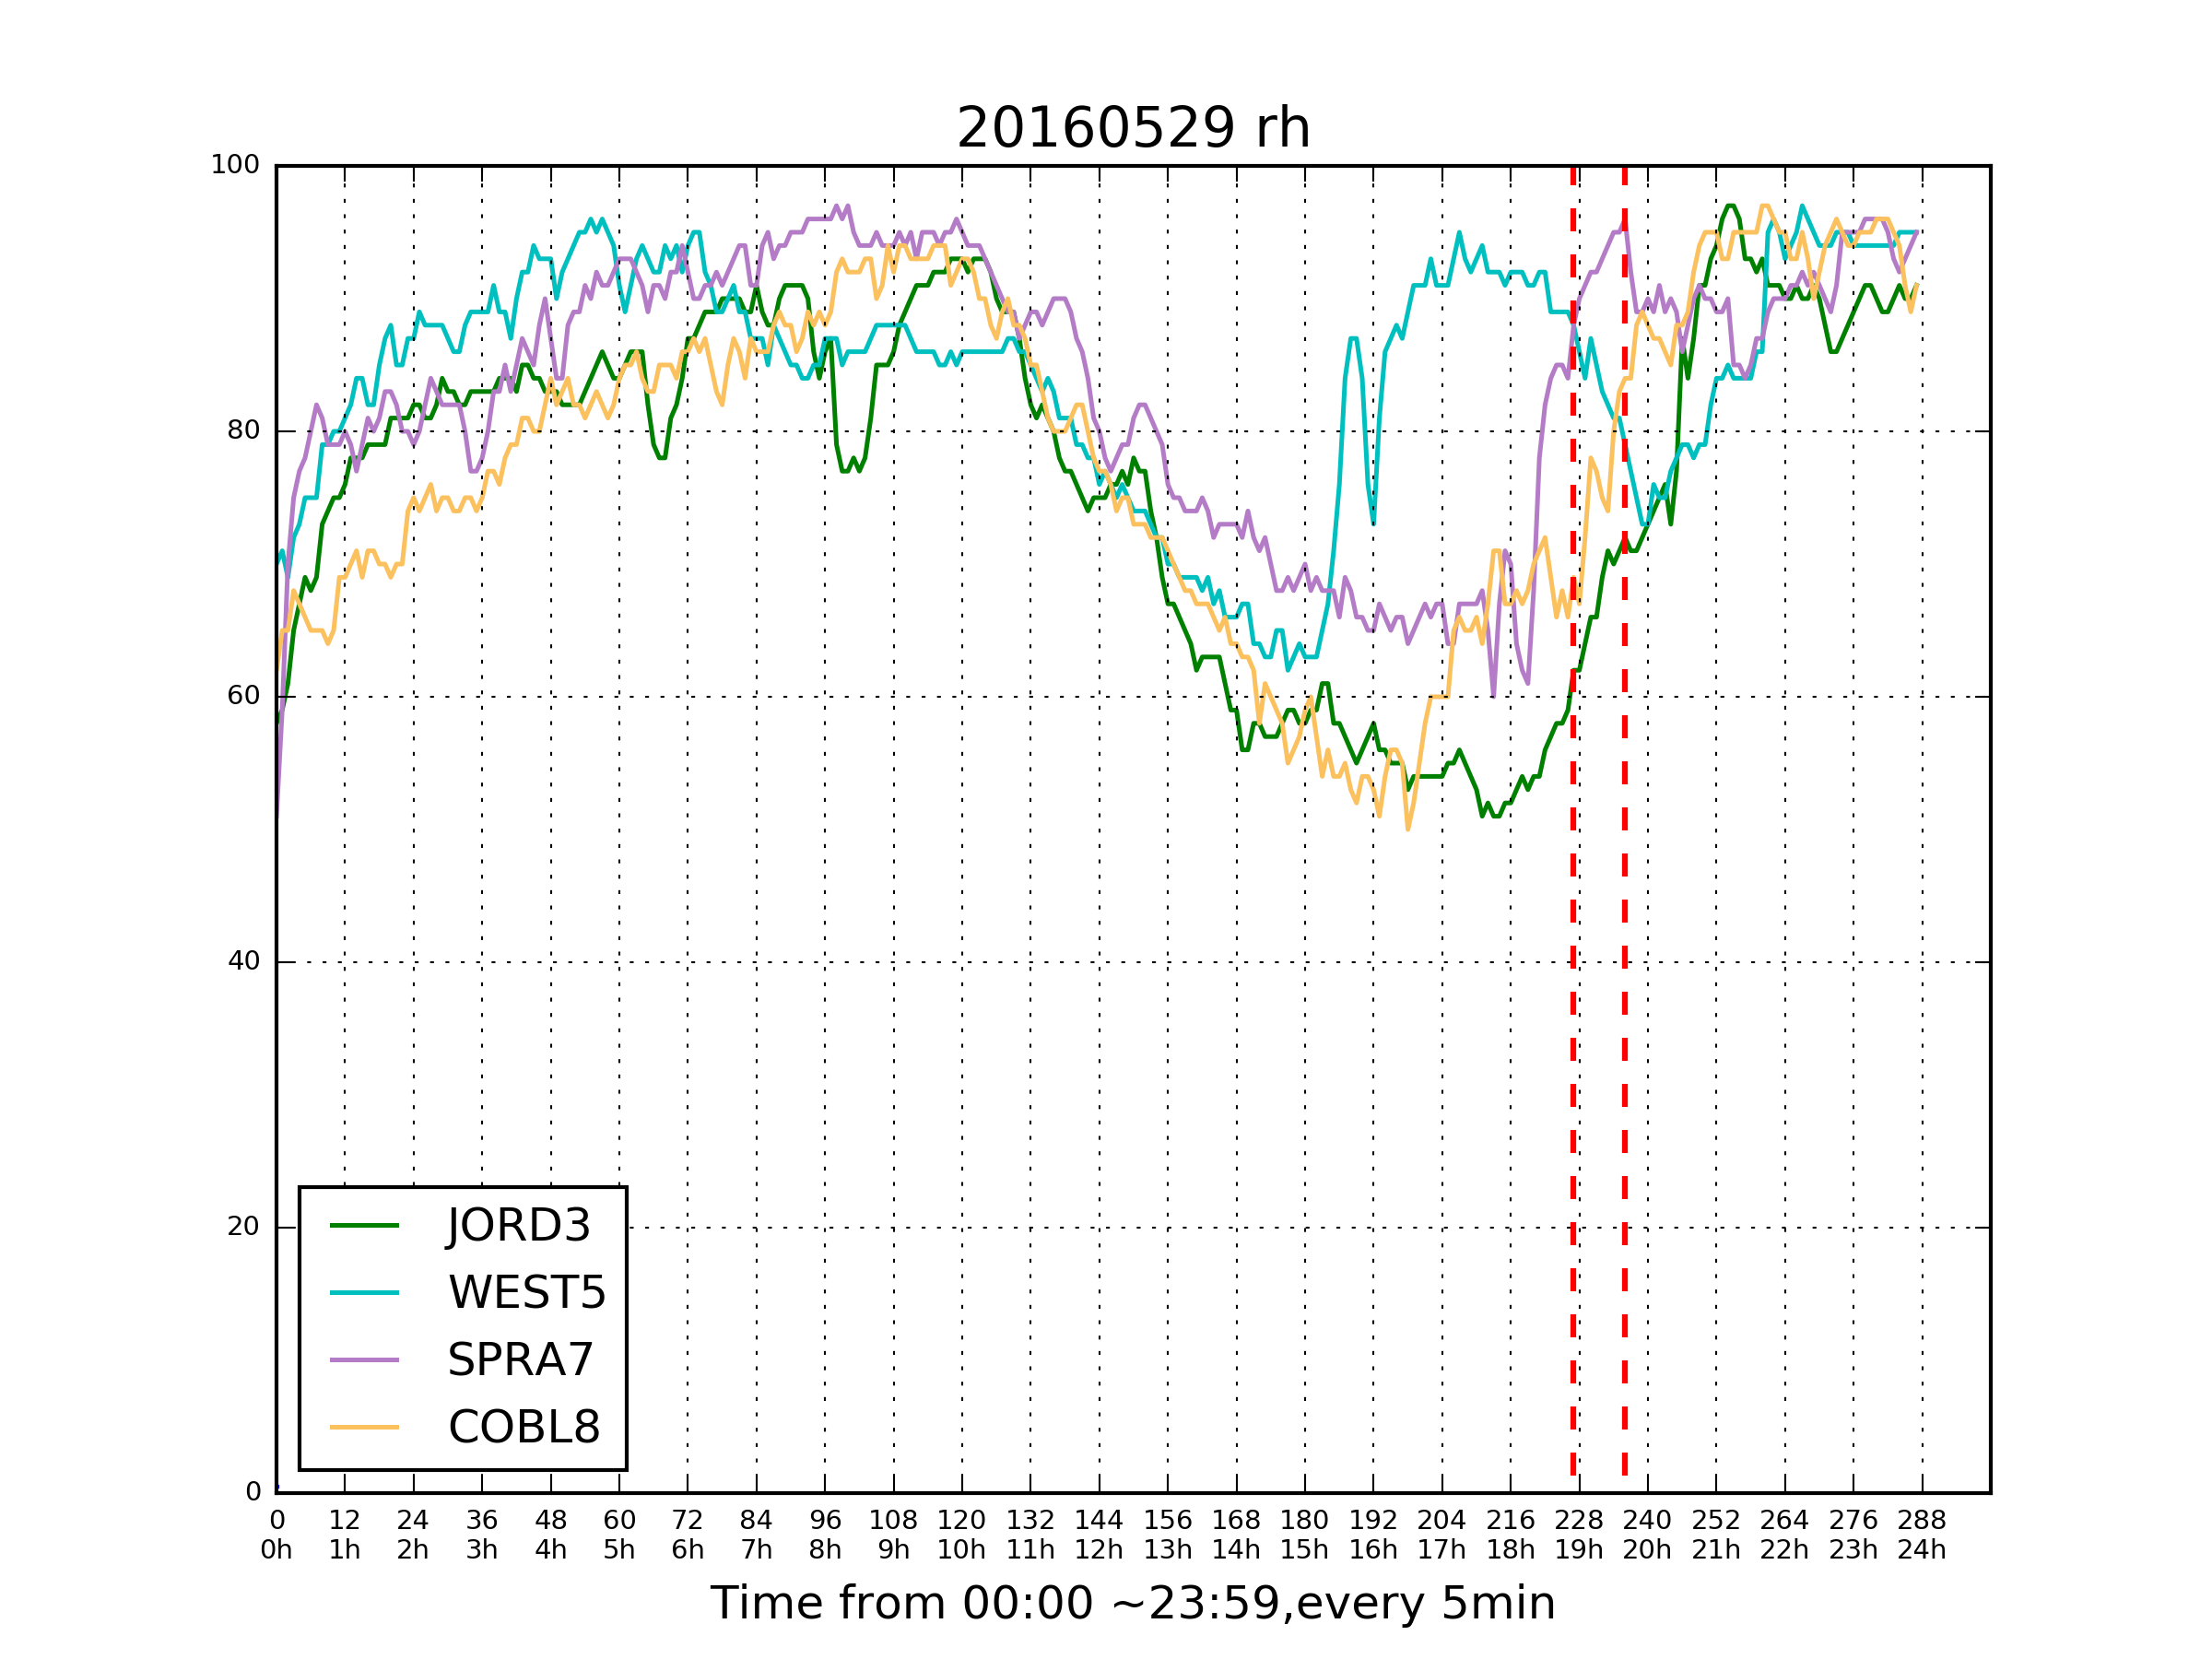 20160529 rh
100
80
60
40
20
0
JORD3
WEST5
SPRA7
COBL8
0 12 24 36 48 60 72 84 96 108 120 132 144 156 168 180 192 204 216 228 240 252 264 276 288
0h 1h 2h 3h 4h 5h 6h 7h 8h 9h 10h 11h 12h 13h 14h 15h 16h 17h 18h 19h 20h 21h 22h 23h 24h
Time from 00:00 ~23:59,every 5min